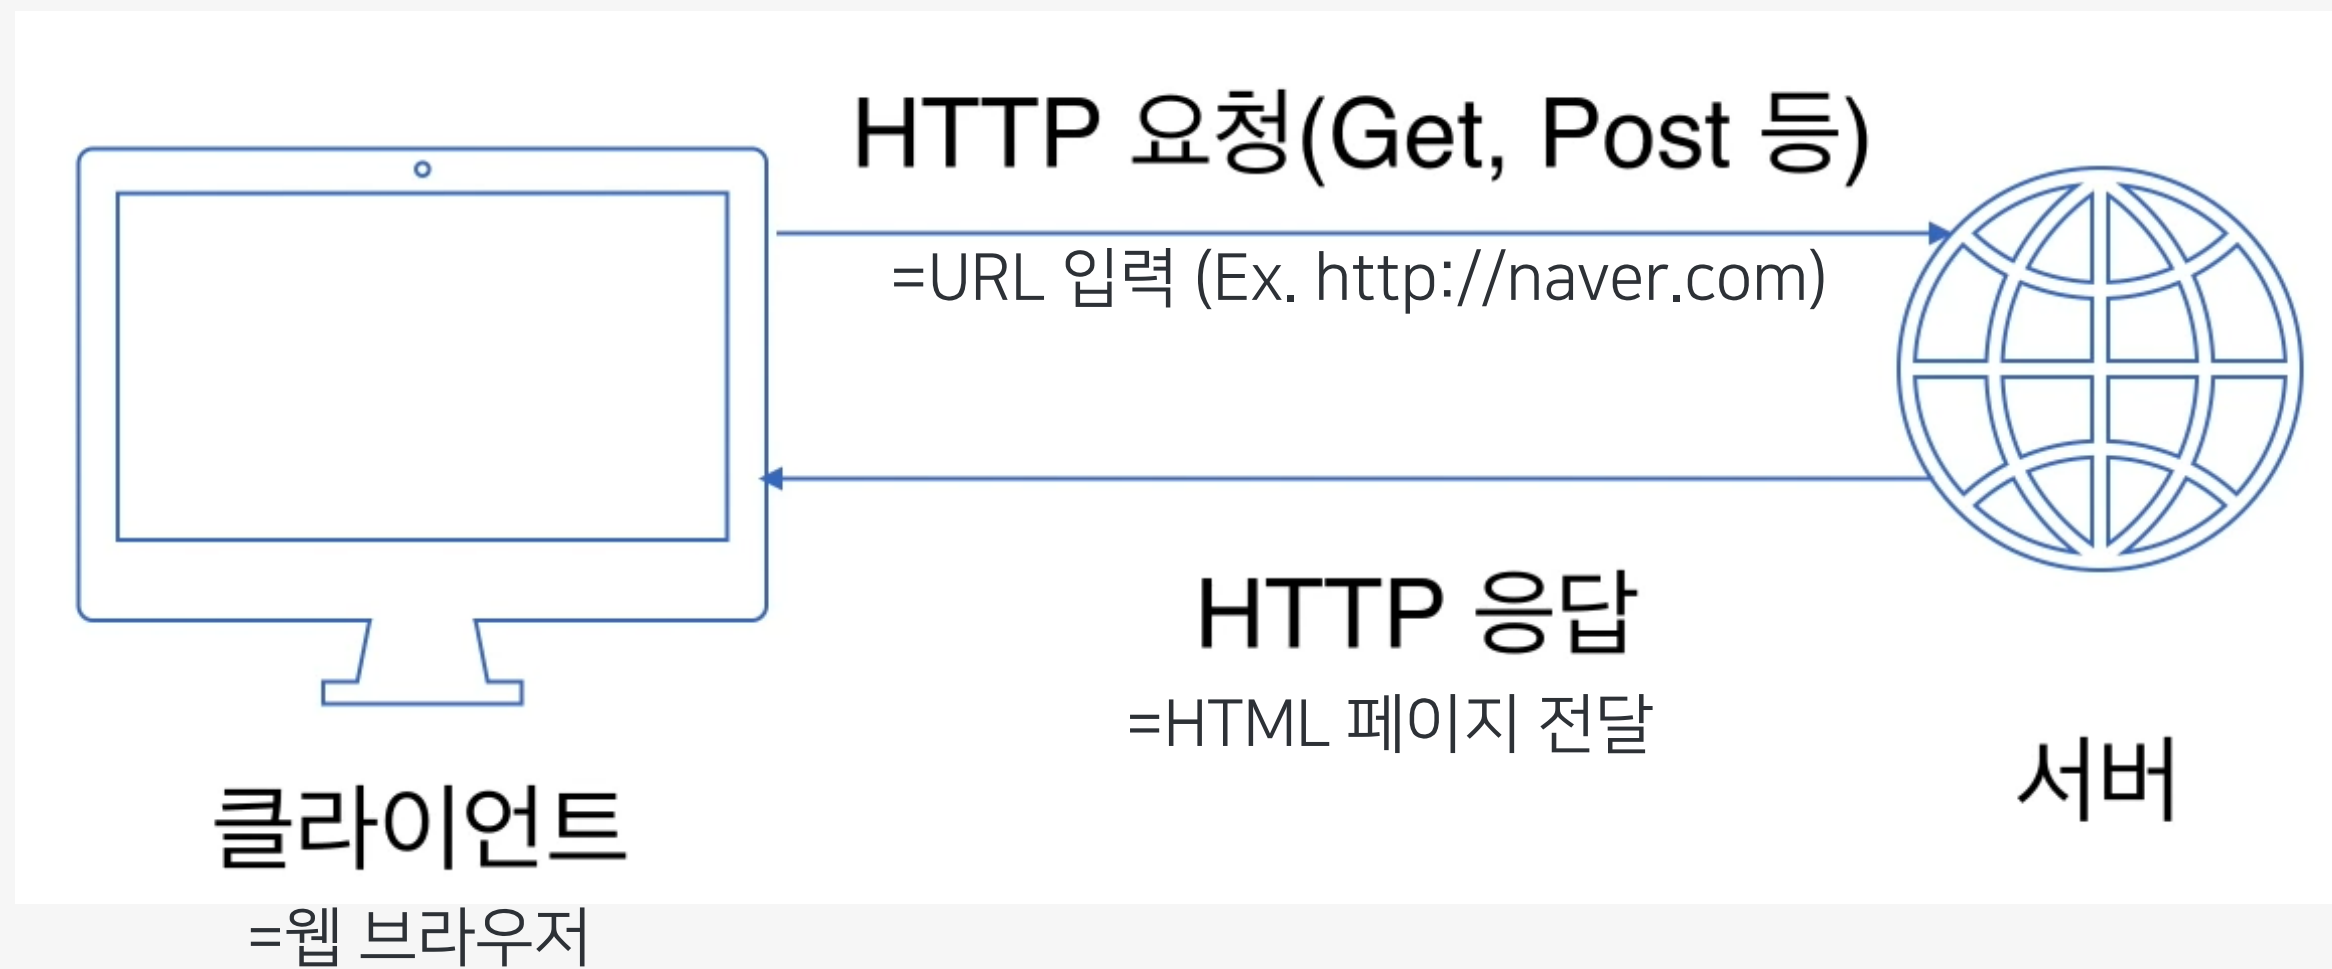 HTTP 요청(Get, Post 등)
=URL 입력 (Ex. http://naver.com)
HTTP 응답
=HTML 페이지 전달
서버
클라이언트
=웹 브라우저